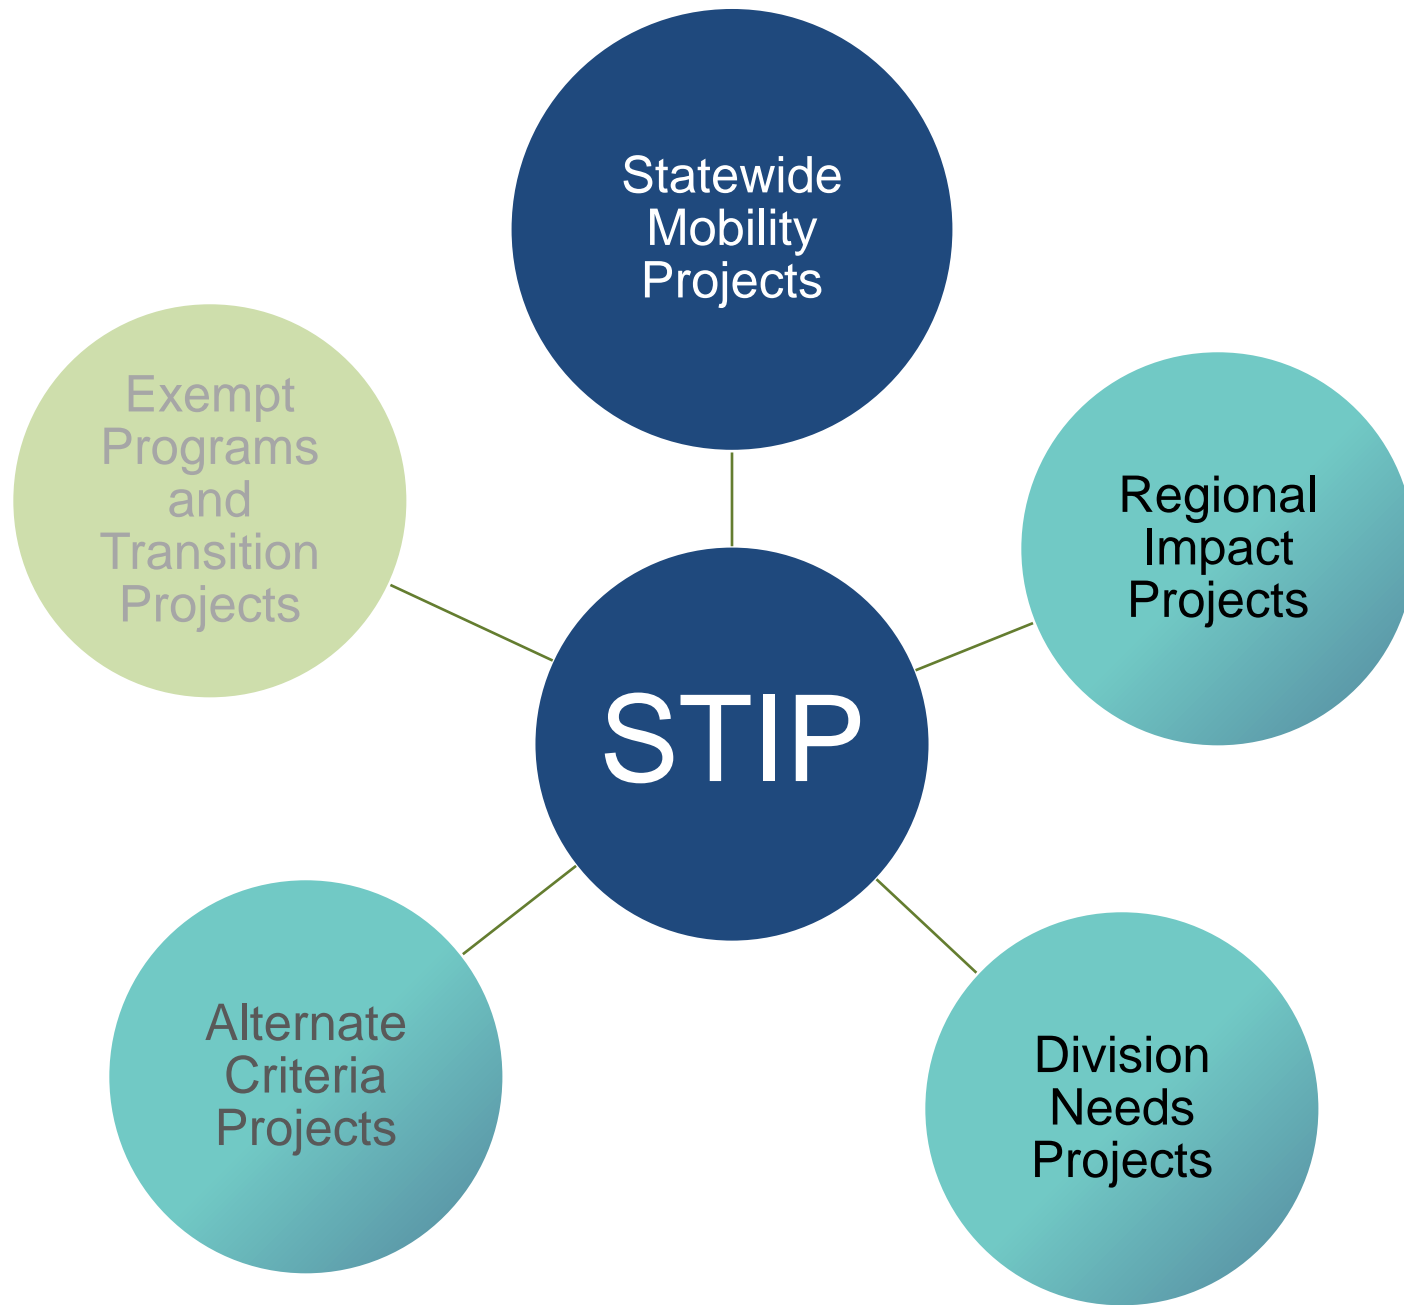 Statewide
Mobility
Projects
Exempt
Programs
and
Transition
Projects
Regional
Impact
Projects
STIP
Alternate
Criteria
Projects
Division
Needs
Projects